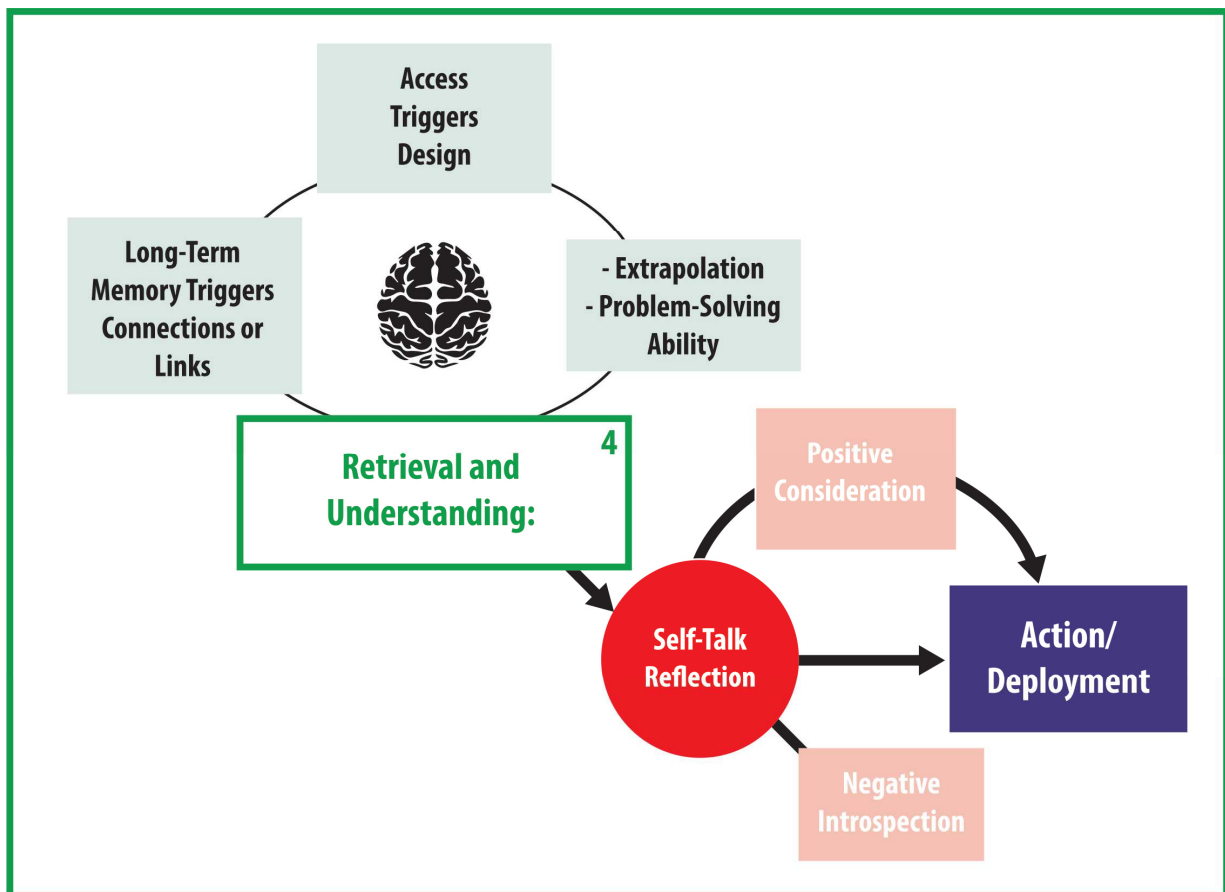 Access
Triggers
Design
Long-Term
Memory Triggers
Connections or
Links
- Extrapolation
- Problem-Solving
Ability
4
Retrieval and
Understanding:
Positive
Consideration
Self-Talk
Reflection
Action/
Deployment
Negative
Introspection